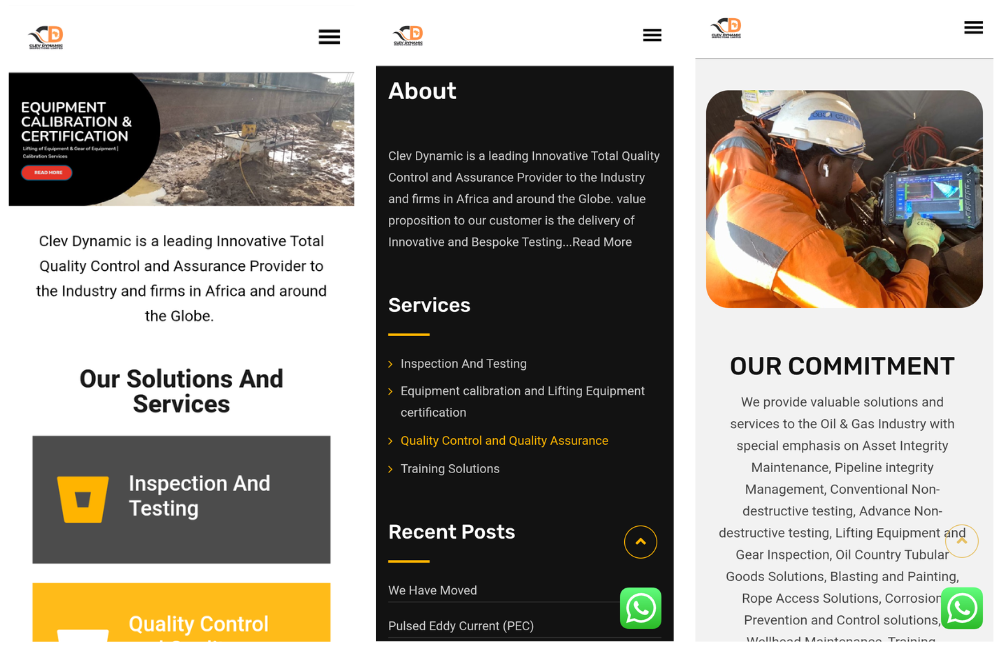 CLEV DYNAMIC
EQUIPMENT
CALIBRATION &
CERTIFICATION
Lifting of Equipment & Gear of Equipment |
Calibration Services
READ MORE
Clev Dynamic is a leading Innovative Total
Quality Control and Assurance Provider to
the Industry and firms in Africa and around
the Globe.
Our Solutions And
Services
Inspection And
Testing
Quality Control
CLEV DYNAMIC
About
Clev Dynamic is a leading Innovative Total Quality
Control and Assurance Provider to the Industry
and firms in Africa and around the Globe. value
proposition to our customer is the delivery of
Innovative and Bespoke Testing...Read More
Services
Inspection And Testing
Equipment calibration and Lifting Equipment
certification
Quality Control and Quality Assurance
Training Solutions
Recent Posts
We Have Moved
Pulsed Eddy Current (PEC)
CLEV DYNAMIC
OUR COMMITMENT
We provide valuable solutions and
services to the Oil & Gas Industry with
special emphasis on Asset Integrity
Maintenance, Pipeline integrity
Management, Conventional Non-
destructive testing, Advance Non-
destructive testing, Lifting Equipment and
Gear Inspection, Oil Country Tubular
Goods Solutions, Blasting and Painting,
Rope Access Solutions, Corrosion
Prevention and Control solutions,
Wellhead Maintenance, Training